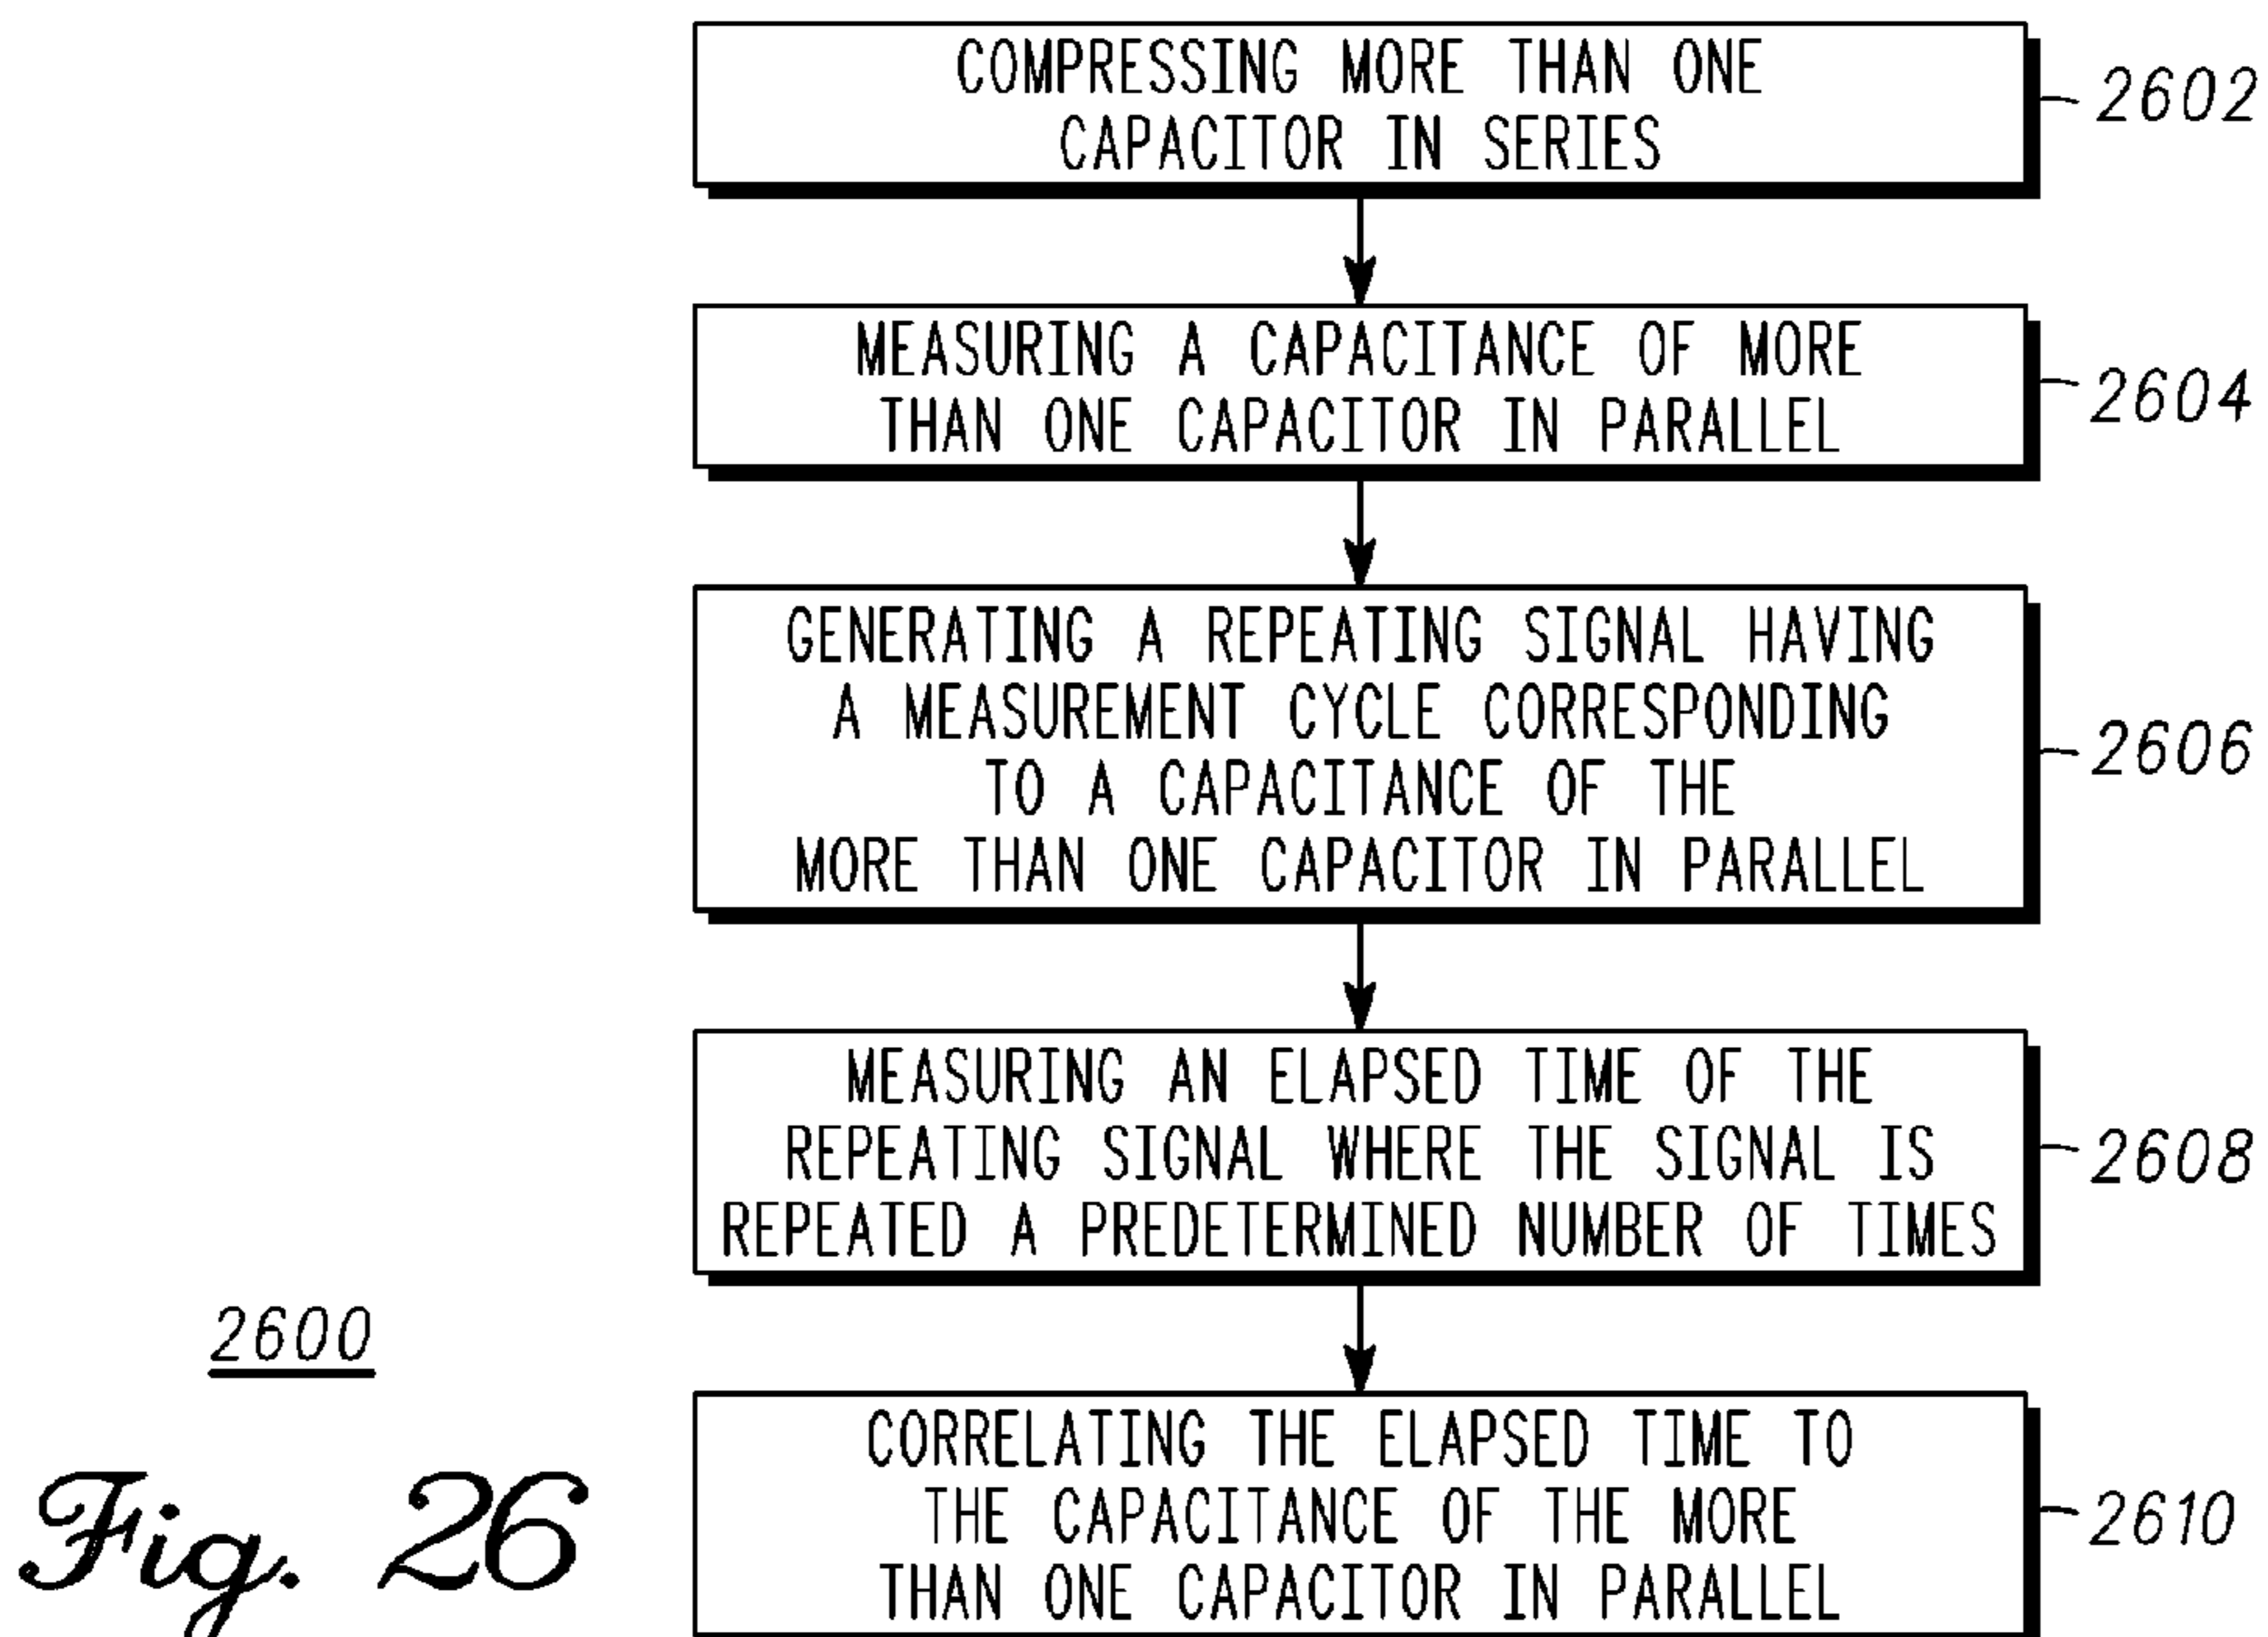 COMPRESSING MORE THAN ONE
CAPACITOR IN SERIES
2602
MEASURING A CAPACITANCE OF MORE
THAN ONE CAPACITOR IN PARALLEL
2604
GENERATING A REPEATING SIGNAL HAVING
A MEASUREMENT CYCLE CORRESPONDING
TO A CAPACITANCE OF THE
MORE THAN ONE CAPACITOR IN PARALLEL
2606
MEASURING AN ELAPSED TIME OF THE
REPEATING SIGNAL WHERE THE SIGNAL IS
REPEATED A PREDETERMINED NUMBER OF TIMES
2608
CORRELATING THE ELAPSED TIME TO
THE CAPACITANCE OF THE MORE
THAN ONE CAPACITOR IN PARALLEL
2610
2600
Fig. 26